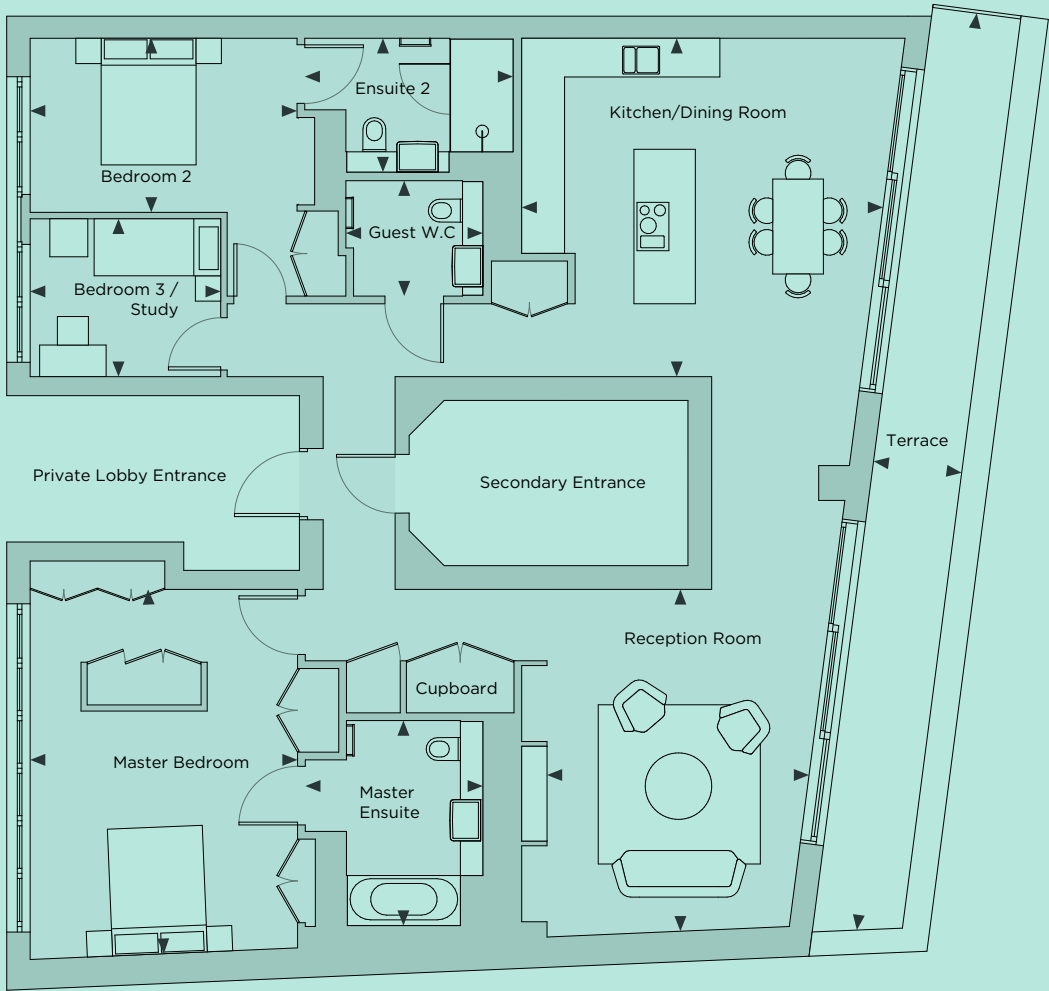 Ensuite 2
Kitchen/Dining Room
Bedroom 2
Guest W.C
Bedroom 3 /
Study
Terrace
Private Lobby Entrance
Secondary Entrance
Reception Room
Cupboard
Master Bedroom
Master
Ensuite